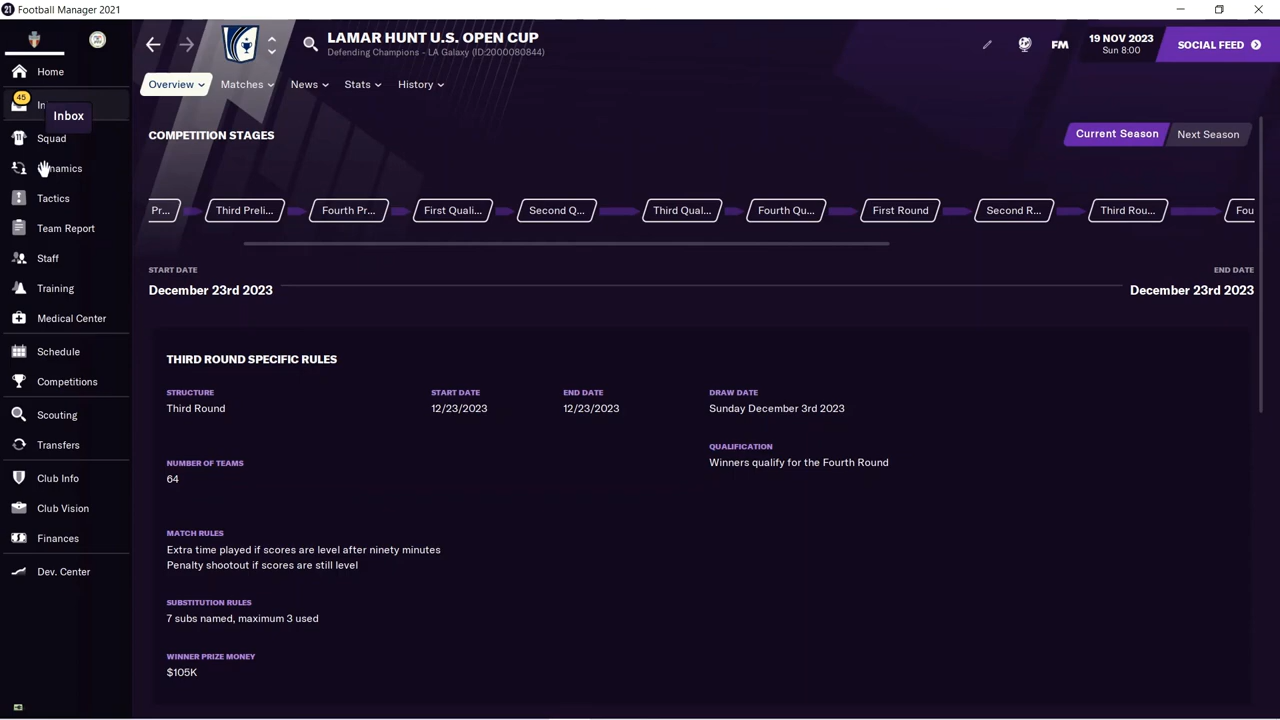 Football Manager 2021
LAMAR HUNT U.S. OPEN CUP
Defending Champions - LA Galaxy (ID:2000080844)
FM
19 NOV 2023
Sun 8:00
SOCIAL FEED
Home
45
In
Inbox
Squad
namics
Tactics
Team Report
Staff
Training
Medical Center
Schedule
Competitions
Scouting
Transfers
Club Info
Club Vision
Finances
Dev. Center
Overview
Matches
News
Stats
History
COMPETITION STAGES
Current Season
Next Season
Pr...
Third Preli...
Fourth Pr...
First Quali...
Second Q...
Third Qual...
Fourth Qu...
First Round
Second R...
Third Rou...
Fou
START DATE
END DATE
December 23rd 2023
December 23rd 2023
THIRD ROUND SPECIFIC RULES
STRUCTURE
START DATE
END DATE
DRAW DATE
Third Round
12/23/2023
12/23/2023
Sunday December 3rd 2023
QUALIFICATION
Winners qualify for the Fourth Round
NUMBER OF TEAMS
64
MATCH RULES
Extra time played if scores are level after ninety minutes
Penalty shootout if scores are still level
SUBSTITUTION RULES
7 subs named, maximum 3 used
WINNER PRIZE MONEY
$105K